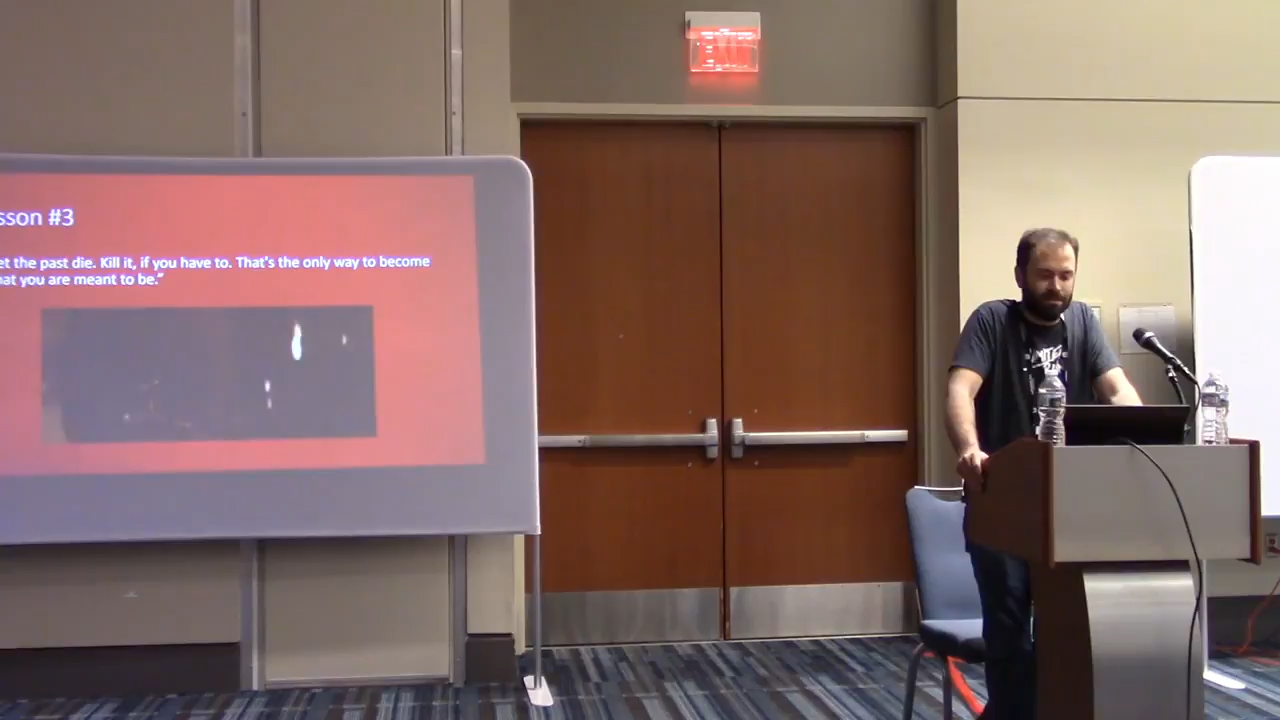 sson #3
et the past die. Kill it, if you have to. That's the only way to become
hat you are meant to be."